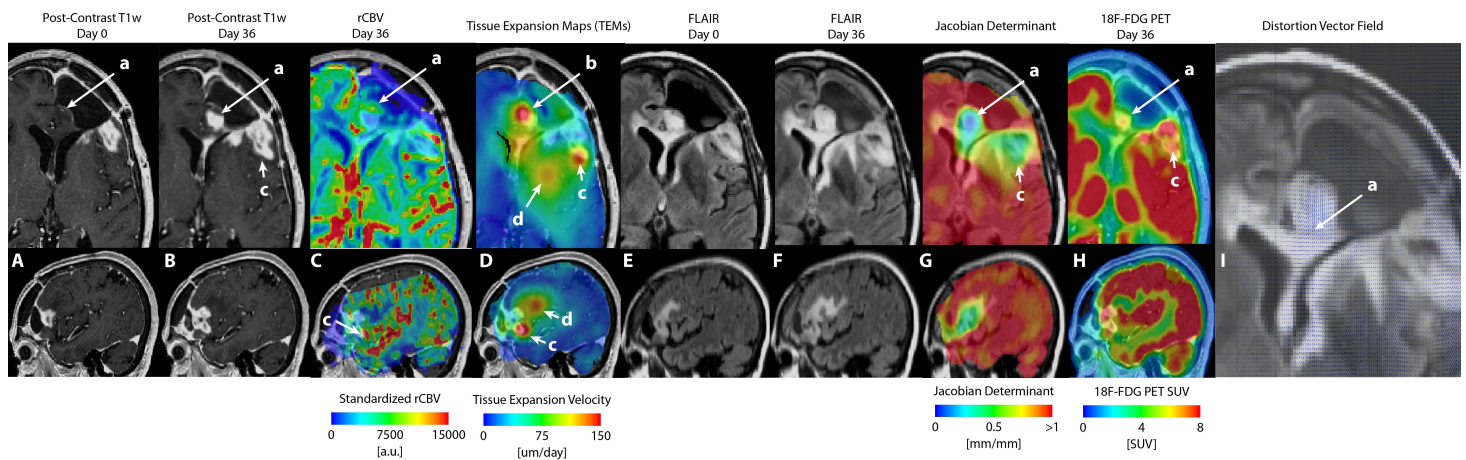 Post-Contrast T1w
Day 0
Post-Contrast T1w
Day 36
rCBV
Day 36
Tissue Expansion Maps (TEMs)
FLAIR
Day 0
FLAIR
Day 36
Jacobian Determinant
18F-FDG PET
Day 36
Distortion Vector Field
a
a
a
b
a
a
a
c
c
d
c
c
A
B
C
D
E
F
G
H
I
c
d
c
Standardized rCBV
0 7500 15000
[a.u.]
Tissue Expansion Velocity
0 75 150
[um/day]
Jacobian Determinant
0 0.5 >1
[mm/mm]
18F-FDG PET SUV
0 4 8
[SUV]